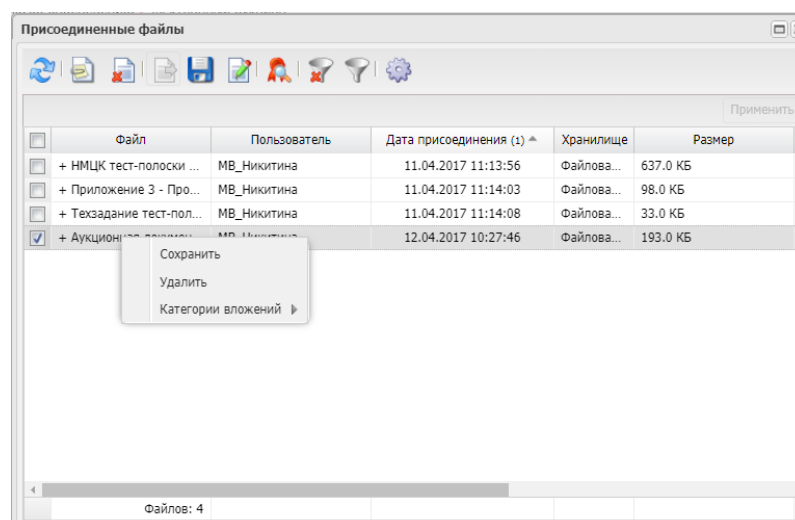 Присоединенные файлы
Применить
Файл Пользователь Дата присоединения (1) Хранилище Размер
+ НМЦК тест-полоски ... МВ_Никитина 11.04.2017 11:13:56 Файлова... 637.0 КБ
+ Приложение 3 - Про... МВ_Никитина 11.04.2017 11:14:03 Файлова... 98.0 КБ
+ Техзадание тест-пол... МВ_Никитина 11.04.2017 11:14:08 Файлова... 33.0 КБ
+ 12.04.2017 10:27:46 Файлова... 193.0 КБ
Сохранить
Удалить
Категории вложений
Файлов: 4